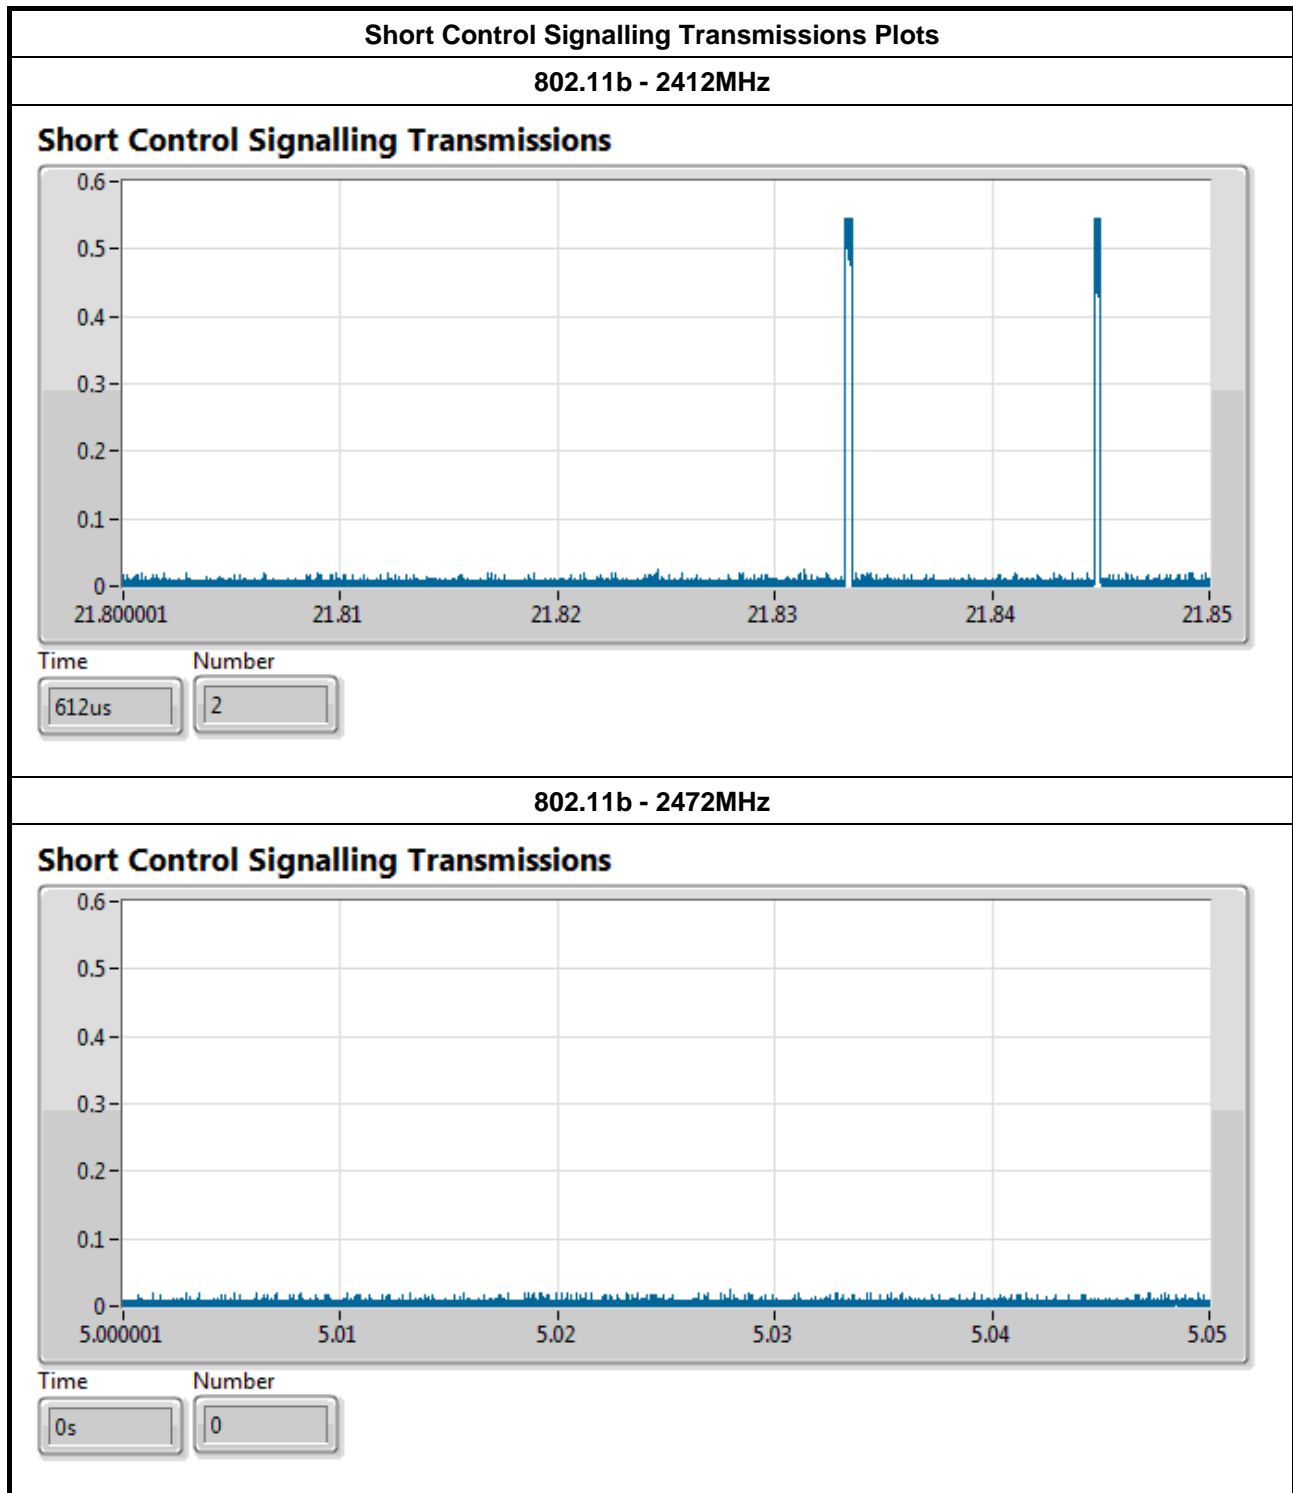 Short Control Signalling Transmissions Plots
802.11b - 2412MHz
Short Control Signalling Transmissions
0.6
0.5
0.4
0.3
0.2
0.1
0
21.800001 21.81 21.82 21.83 21.84 21.85
Time Number
612us 2
802.11b - 2472MHz
Short Control Signalling Transmissions
0.6
0.5
0.4
0.3
0.2
0.1
0
5.000001 5.01 5.02 5.03 5.04 5.05
Time Number
0s 0